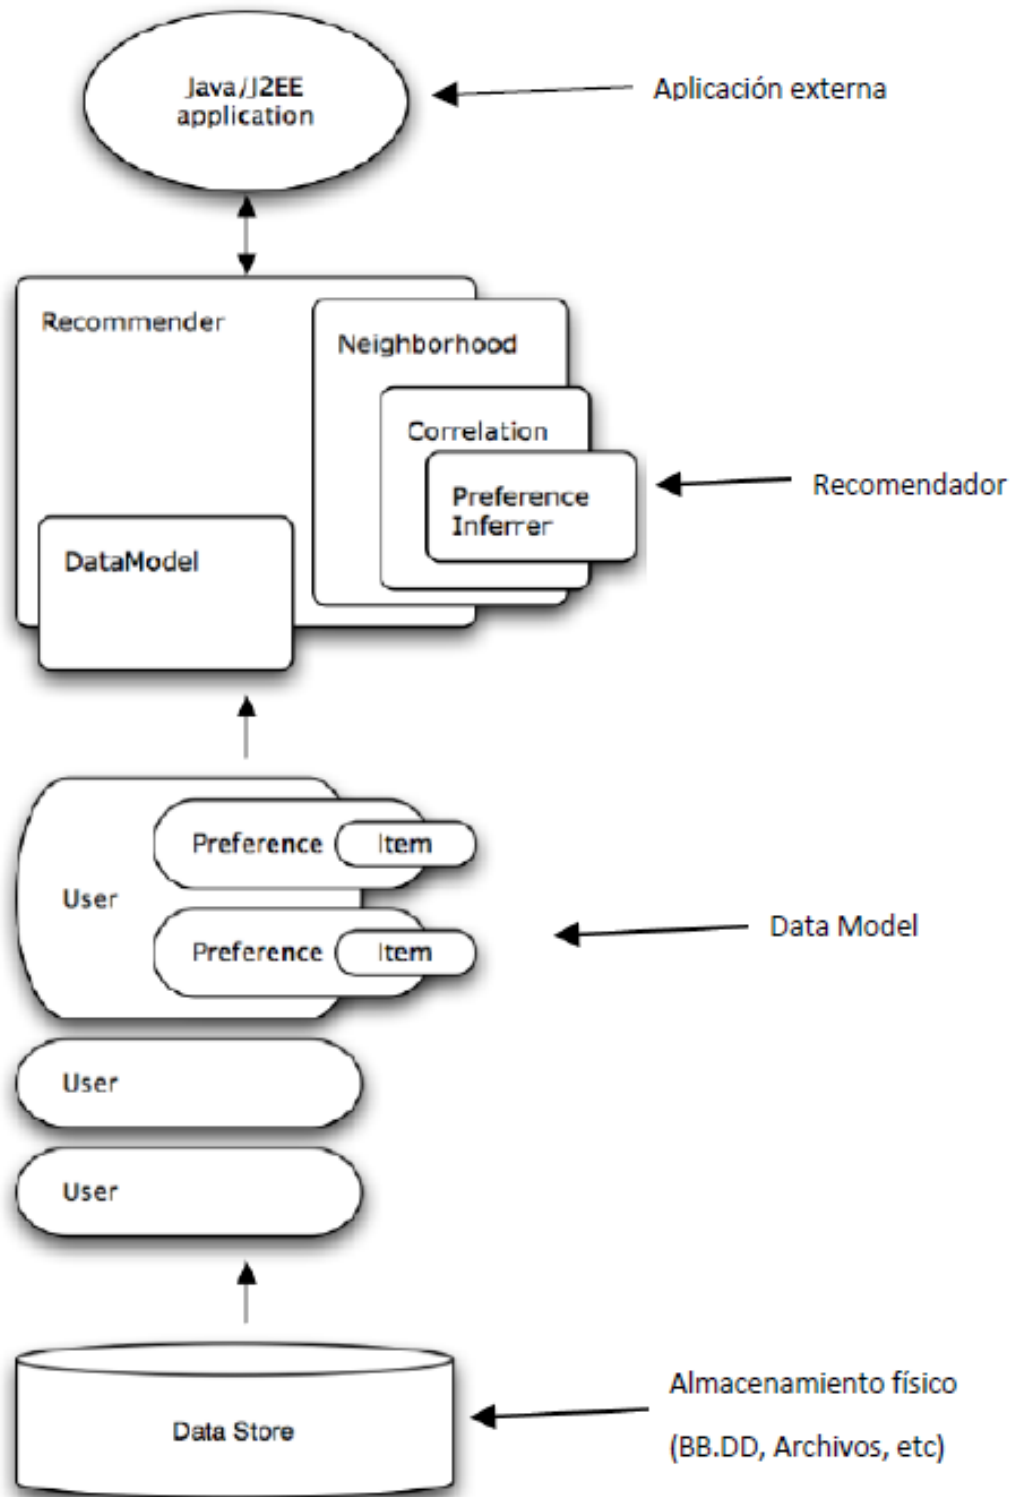 Java/J2EE
application
Aplicación externa
Recommender
Neighborhood
Correlation
Preference
Inferrer
Recomendador
DataModel
Preference
Item
User
Preference
Item
Data Model
User
User
Data Store
Almacenamiento físico
(BB.DD, Archivos, etc)